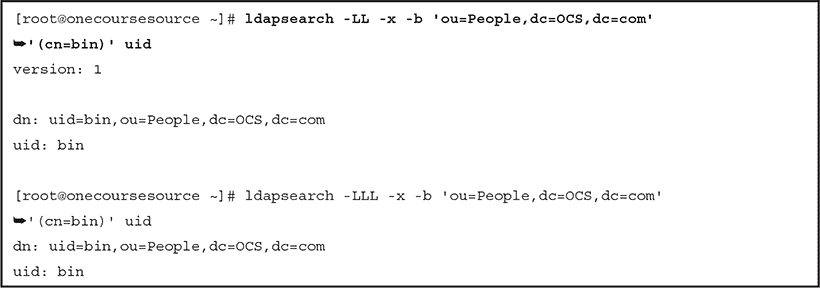 [root@onecoursesource ~]# ldapsearch -LL -x -b 'ou=People,dc=OCS,dc=com'
➥'(cn=bin)' uid
version: 1
dn: uid=bin,ou=People,dc=OCS,dc=com
uid: bin
[root@onecoursesource ~]# ldapsearch -LLL -x -b 'ou=People,dc=OCS,dc=com'
➥'(cn=bin)' uid
dn: uid=bin,ou=People,dc=OCS,dc=com
uid: bin